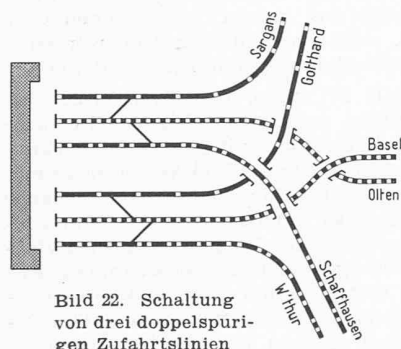 Sargans
Gotthard
Basel
Olten
Schaffhausen
W'thur
Bild 22. Schaltung
von drei doppelspuri-
gen Zufahrtslinien